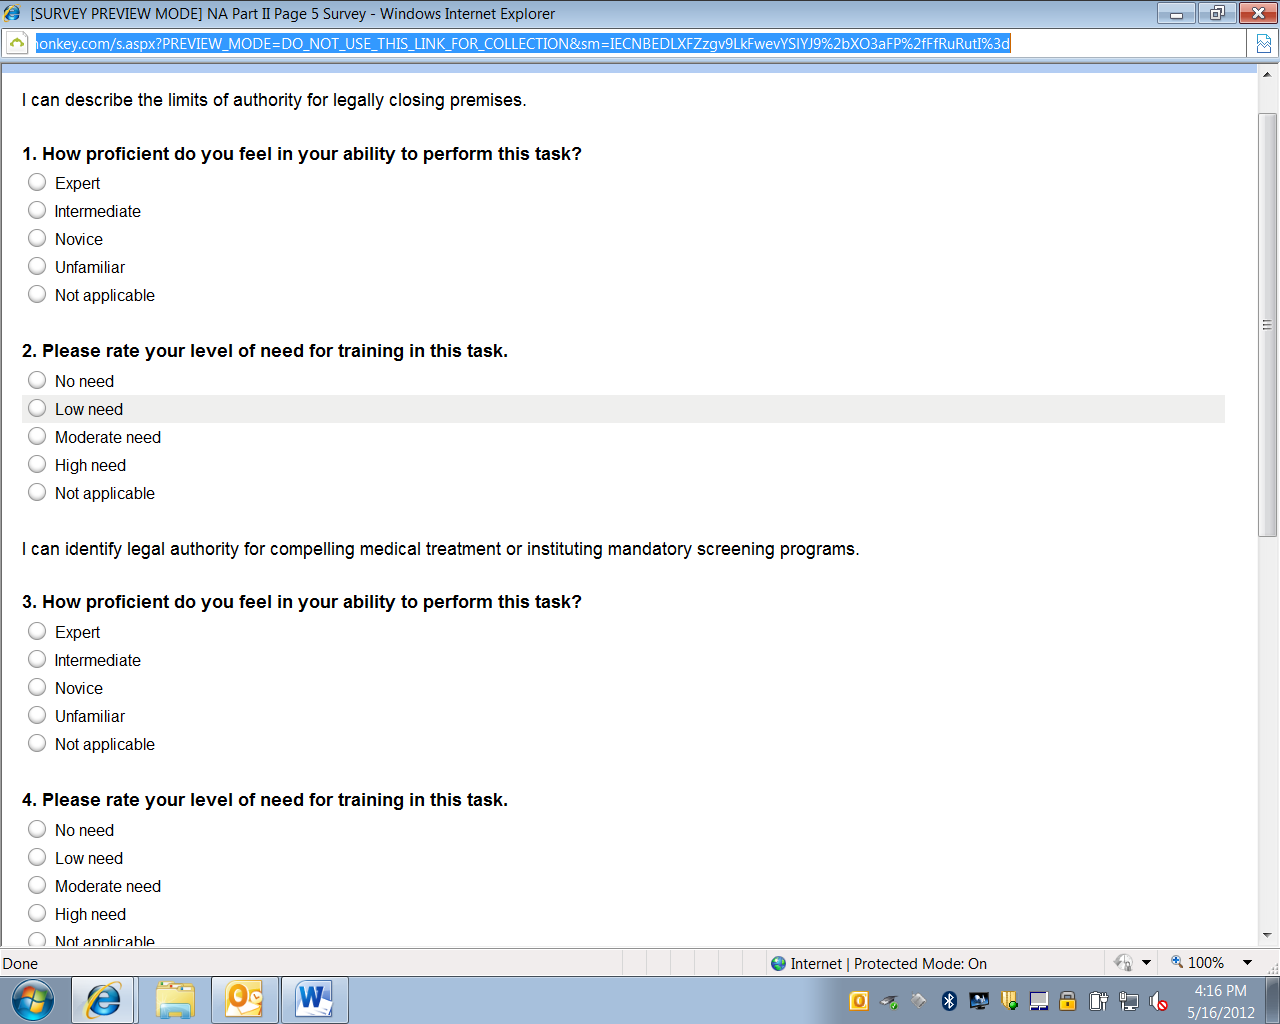 [SURVEY PREVIEW MODE] NA Part II Page 5 Survey - Windows Internet Explorer
onkey.com/s.aspx?PREVIEW_MODE=DO_NOT_USE_THIS_LINK_FOR_COLLECTION&sm=IECNBEDLXFZzgv9LkFwevYSIYJ9%2bXO3aFP%2fFfRuRutI%3d
I can describe the limits of authority for legally closing premises.
1. How proficient do you feel in your ability to perform this task?
Expert
Intermediate
Novice
Unfamiliar
Not applicable
2. Please rate your level of need for training in this task.
No need
Low need
Moderate need
High need
Not applicable
I can identify legal authority for compelling medical treatment or instituting mandatory screening programs.
3. How proficient do you feel in your ability to perform this task?
Expert
Intermediate
Novice
Unfamiliar
Not applicable
4. Please rate your level of need for training in this task.
No need
Low need
Moderate need
High need
Not applicable
Done
Internet | Protected Mode: On
100%
4:16 PM
5/16/2012